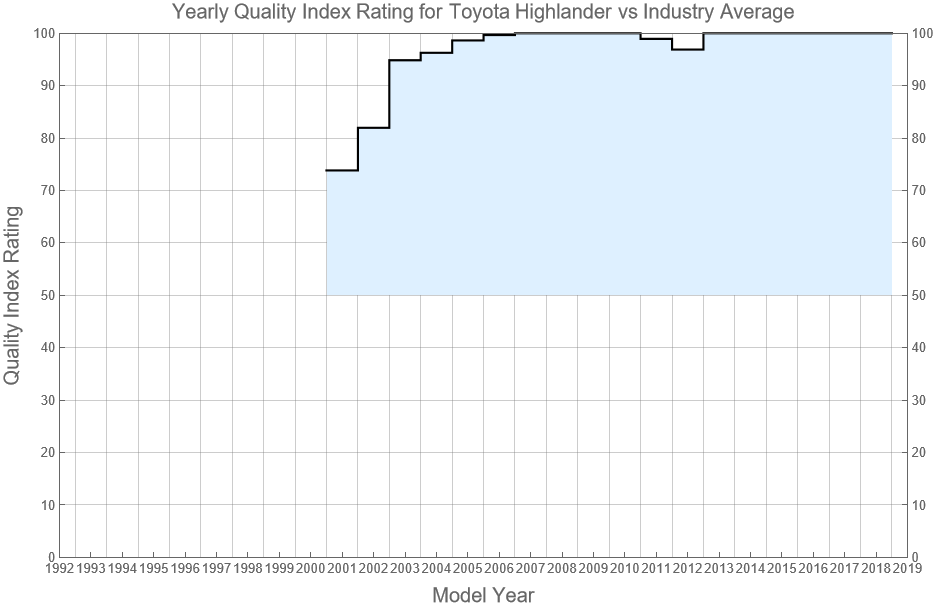 Yearly Quality Index Rating for Toyota Highlander vs Industry Average
100 100
90 90
80 80
70 70
60 60
50 50
40 40
30 30
20 20
10 10
0 0
Quality Index Rating
1992 1993 1994 1995 1996 1997 1998 1999 2000 2001 2002 2003 2004 2005 2006 2007 2008 2009 2010 2011 2012 2013 2014 2015 2016 2017 2018 2019
Model Year